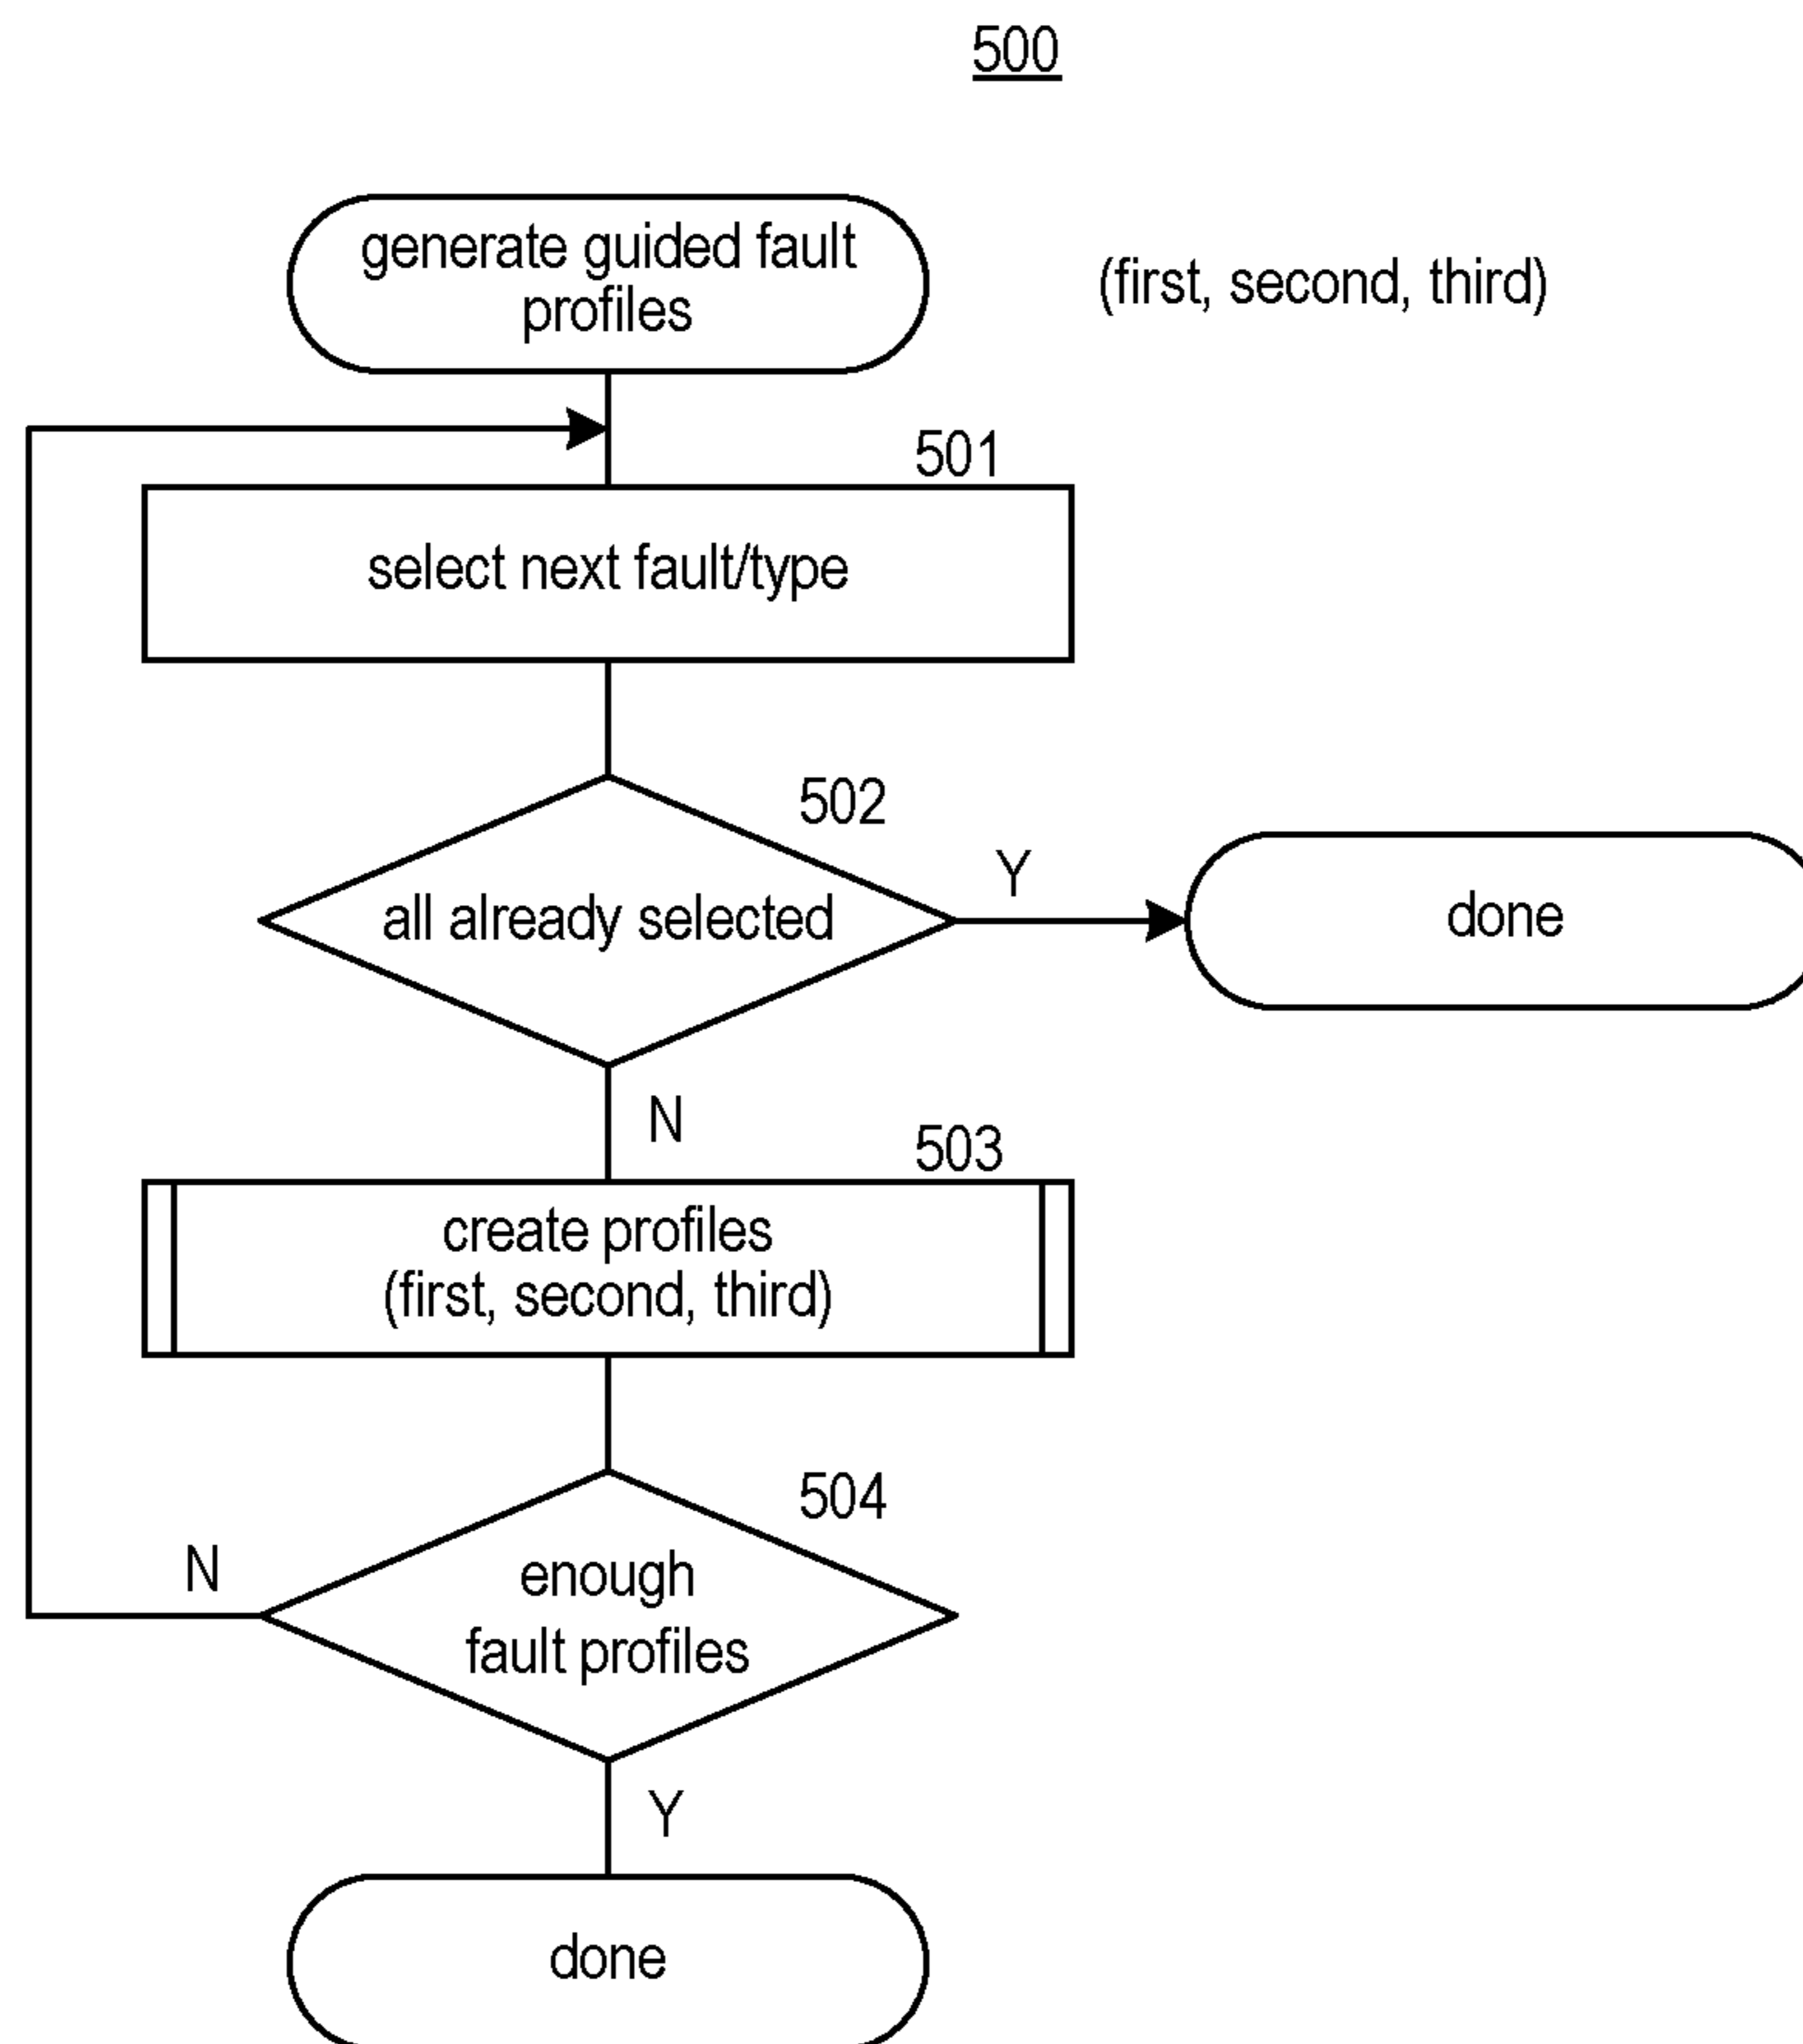 500
generate guided fault
profiles
(first, second, third)
501
select next fault/type
502
all already selected
Y
done
N
503
create profiles
(first, second, third)
504
N
enough
fault profiles
Y
done